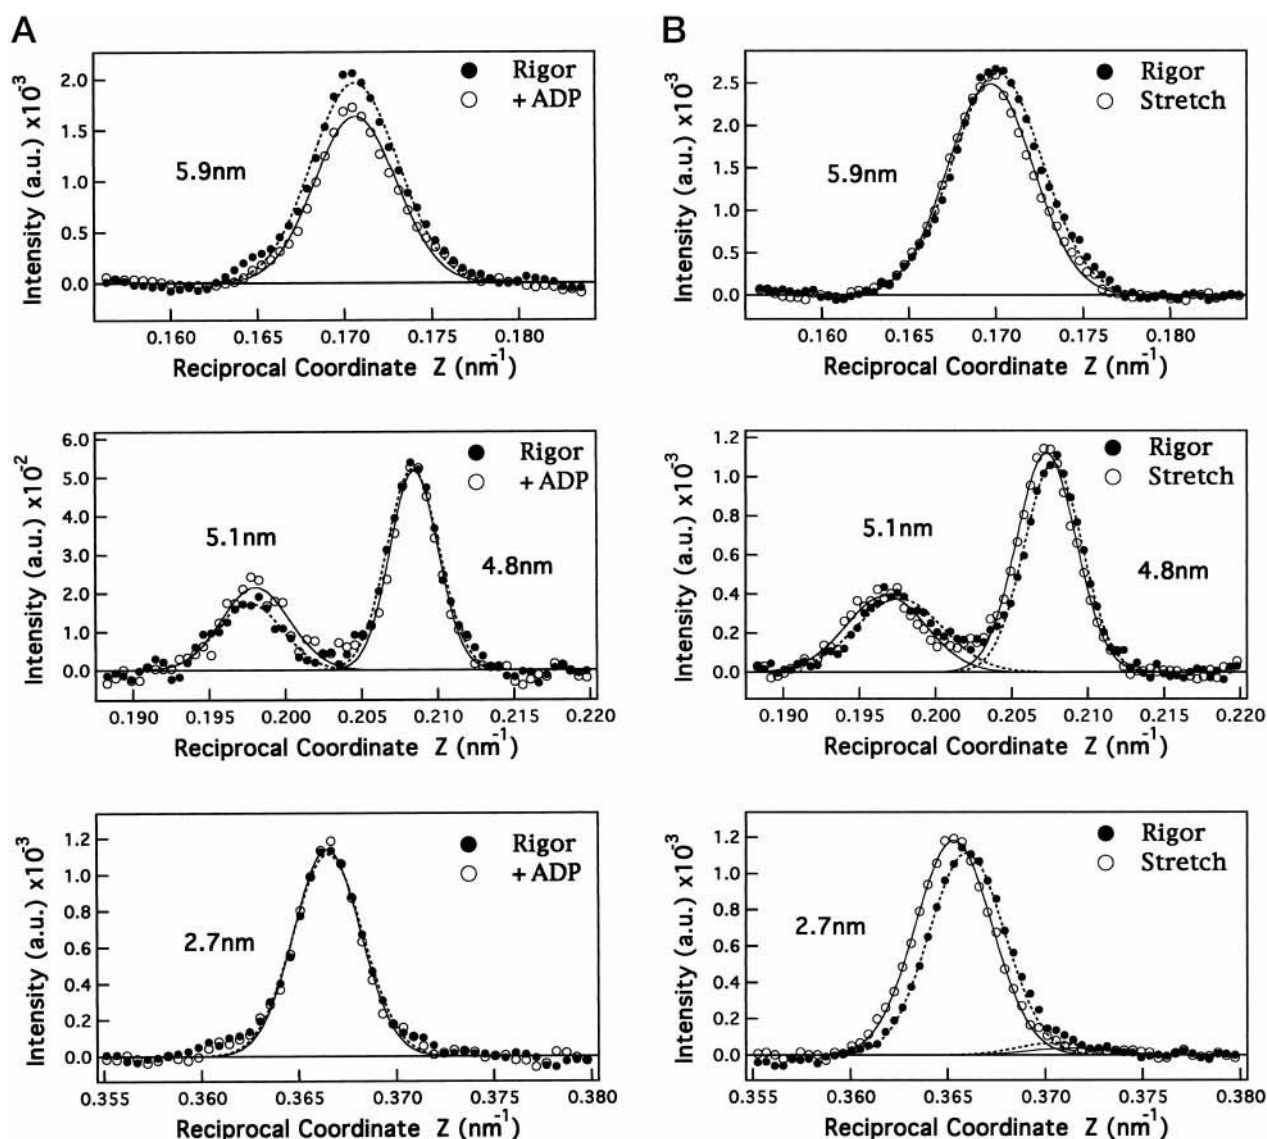 A
Intensity (a.u.) x10-3
2.0
1.5
1.0
0.5
0.0
5.9nm
Rigor
+ ADP
0.160 0.165 0.170 0.175 0.180
Reciprocal Coordinate Z (nm-1)
B
Intensity (a.u.) x10-3
2.5
2.0
1.5
1.0
0.5
0.0
5.9nm
Rigor
Stretch
0.160 0.165 0.170 0.175 0.180
Reciprocal Coordinate Z (nm-1)
Intensity (a.u.) x10-2
6.0
5.0
4.0
3.0
2.0
1.0
0.0
5.1nm
4.8nm
Rigor
+ ADP
0.190 0.195 0.200 0.205 0.210 0.215 0.220
Reciprocal Coordinate Z (nm-1)
Intensity (a.u.) x10-3
1.2
1.0
0.8
0.6
0.4
0.2
0.0
5.1nm
4.8nm
Rigor
Stretch
0.190 0.195 0.200 0.205 0.210 0.215 0.220
Reciprocal Coordinate Z (nm-1)
Intensity (a.u.) x10-3
1.2
1.0
0.8
0.6
0.4
0.2
0.0
2.7nm
Rigor
+ ADP
0.355 0.360 0.365 0.370 0.375 0.380
Reciprocal Coordinate Z (nm-1)
Intensity (a.u.) x10-3
1.2
1.0
0.8
0.6
0.4
0.2
0.0
2.7nm
Rigor
Stretch
0.355 0.360 0.365 0.370 0.375 0.380
Reciprocal Coordinate Z (nm-1)